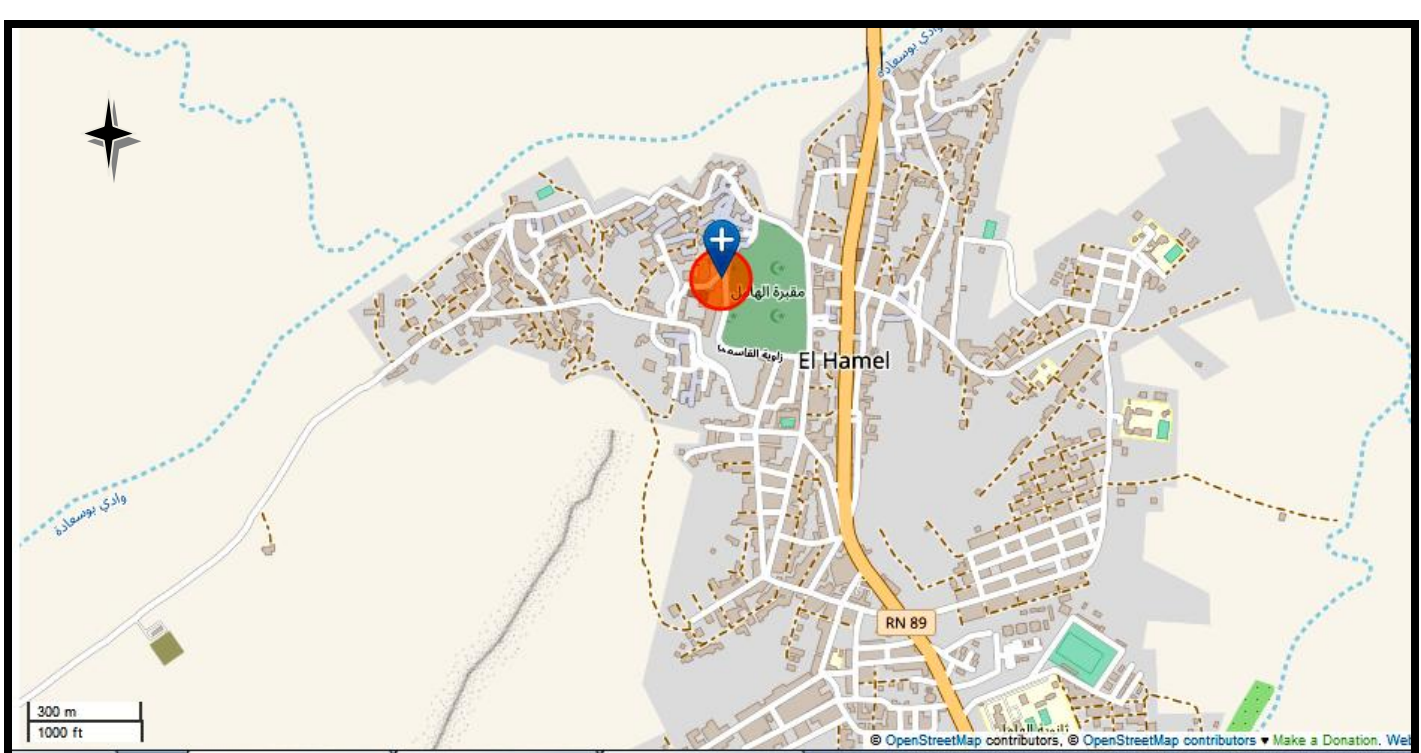 وادي بوسعادة
مقبرة الهامل
زاوية القاسمية
El Hamel
وادي بوسعادة
RN 89
300 m
1000 ft
© OpenStreetMap contributors, © OpenStreetMap contributors ♥ Make a Donation. Web